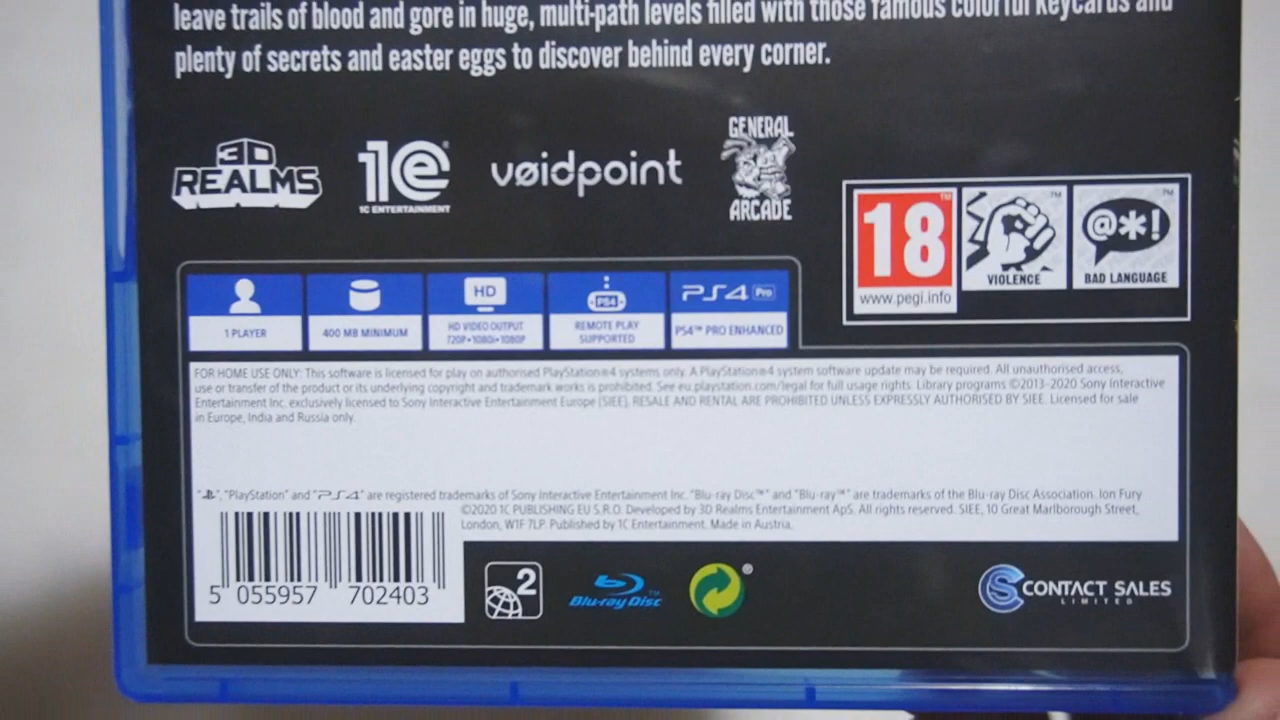 leave trails of blood and gore in huge, multi-path levels filled with those famous colorful keycards and
plenty of secrets and easter eggs to discover behind every corner.
3D REALMS
1C® 1C ENTERTAINMENT
vøidpoint
GENERAL ARCADE
18™
www.pegi.info
™ VIOLENCE
@*! ™ BAD LANGUAGE
1 PLAYER
400 MB MINIMUM
HD
HD VIDEO OUTPUT
720P•1080i•1080P
PS4
REMOTE PLAY
SUPPORTED
PS4 Pro
PS4™ PRO ENHANCED
FOR HOME USE ONLY: This software is licensed for play on authorised PlayStation®4 systems only. A PlayStation®4 system software update may be required. All unauthorised access,
use or transfer of the product or its underlying copyright and trademark works is prohibited. See eu.playstation.com/legal for full usage rights. Library programs ©2013-2020 Sony Interactive
Entertainment Inc. exclusively licensed to Sony Interactive Entertainment Europe (SIEE). RESALE AND RENTAL ARE PROHIBITED UNLESS EXPRESSLY AUTHORISED BY SIEE. Licensed for sale
in Europe, India and Russia only.
"", "PlayStation" and "PS4" are registered trademarks of Sony Interactive Entertainment Inc. "Blu-ray Disc™" and "Blu-ray™" are trademarks of the Blu-ray Disc Association. Ion Fury
©2020 1C PUBLISHING EU S.R.O. Developed by 3D Realms Entertainment ApS. All rights reserved. SIEE, 10 Great Marlborough Street,
London, W1F 7LP. Published by 1C Entertainment. Made in Austria.
5 055957 702403
2
Blu-ray Disc™
®
CONTACT SALES
LIMITED